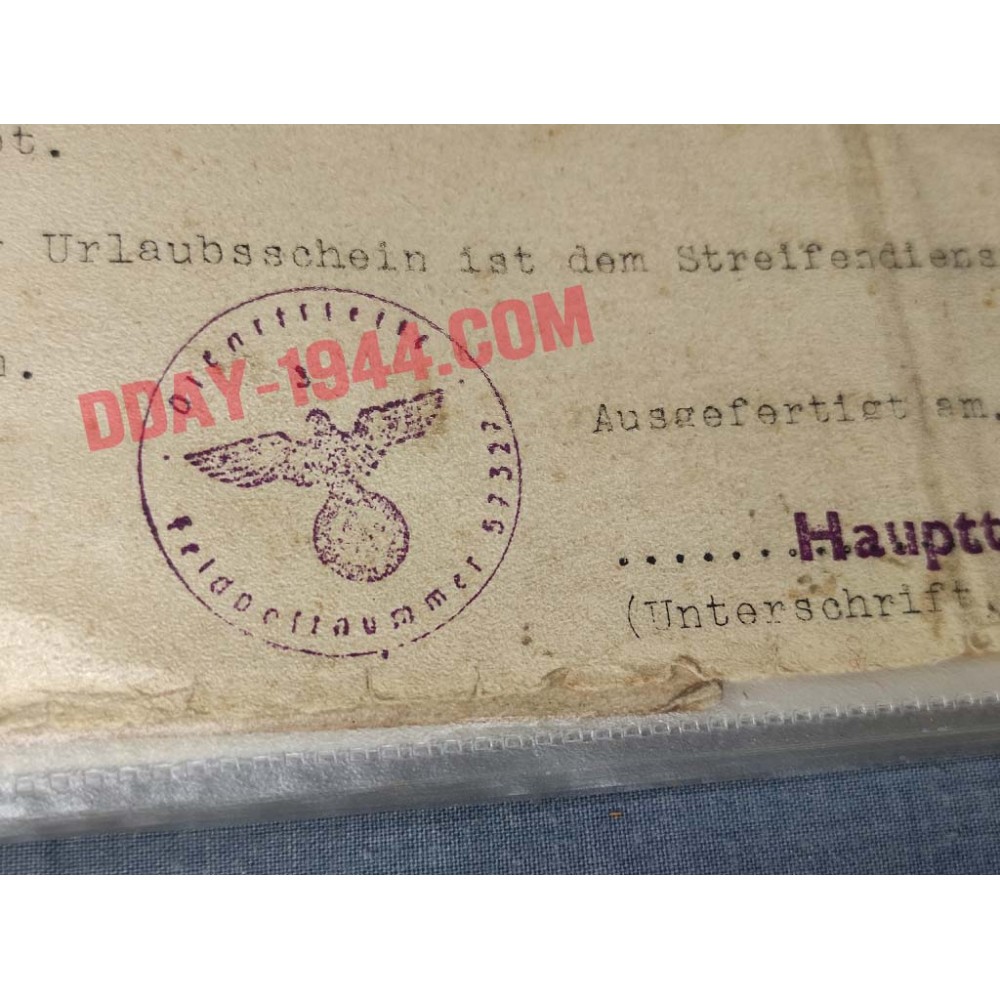 t.
Urlaubsschein ist dem Streifendiens
n.
DDAY-1944.COM
Dienststelle
Feldpostnummer 57327
Ausgefertigt am,
........Hauptt
(Unterschrift,